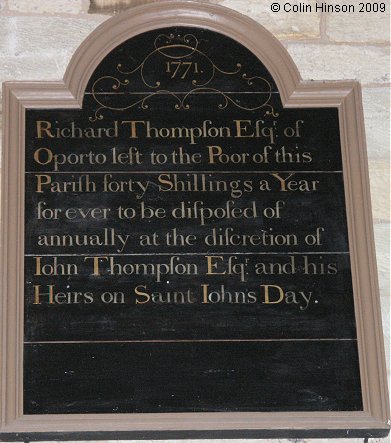 © Colin Hinson 2009
1771.
Richard Thompſon Eſqr. of
Oporto left to the Poor of this
Pariſh forty Shillings a Year
for ever to be diſpoſed of
annually at the diſcretion of
Iohn Thompſon Eſqr. and his
Heirs on Saint Iohns Day.